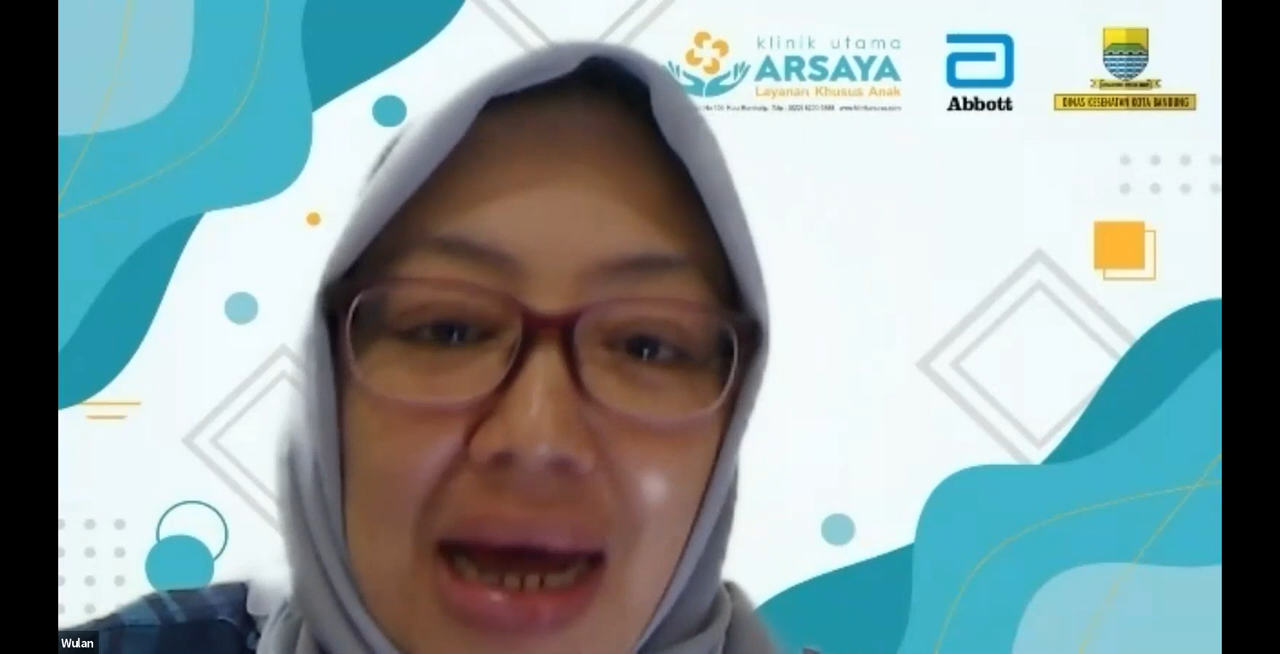 klinik utama
ARSAYA
Layanan Khusus Anak
Abbott
DINAS KESEHATAN KOTA BANDUNG
Wulan